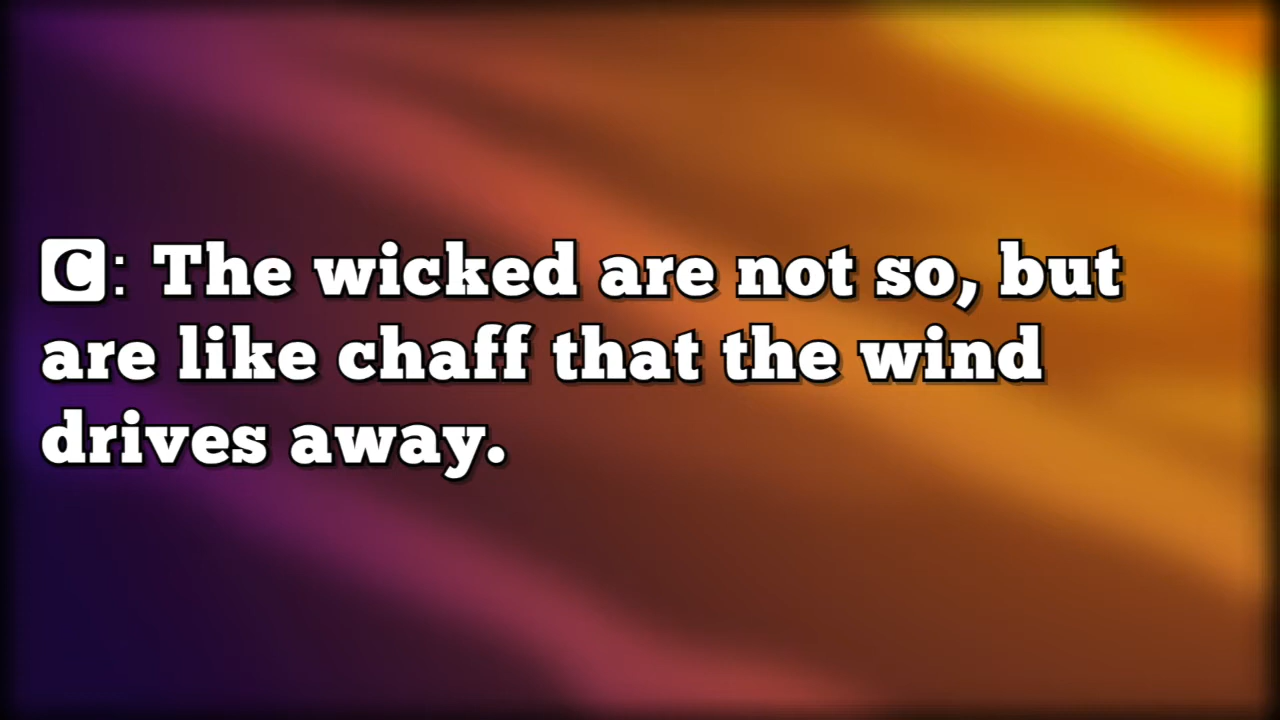 C: The wicked are not so, but
are like chaff that the wind
drives away.